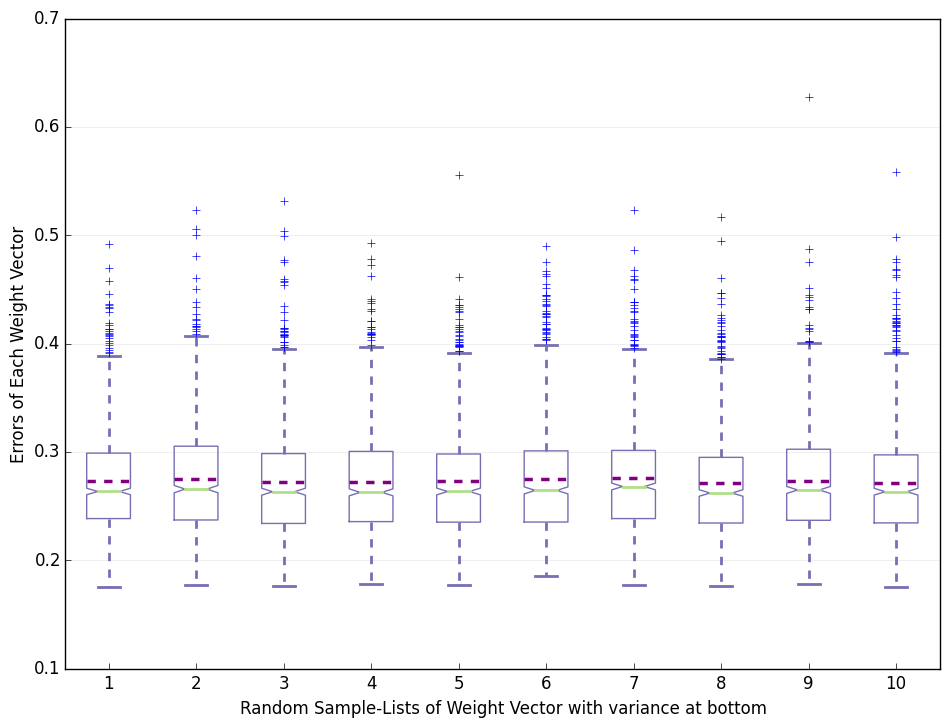 0.7
0.6
0.5
0.4
0.3
0.2
0.1
Errors of Each Weight Vector
1 2 3 4 5 6 7 8 9 10
Random Sample-Lists of Weight Vector with variance at bottom